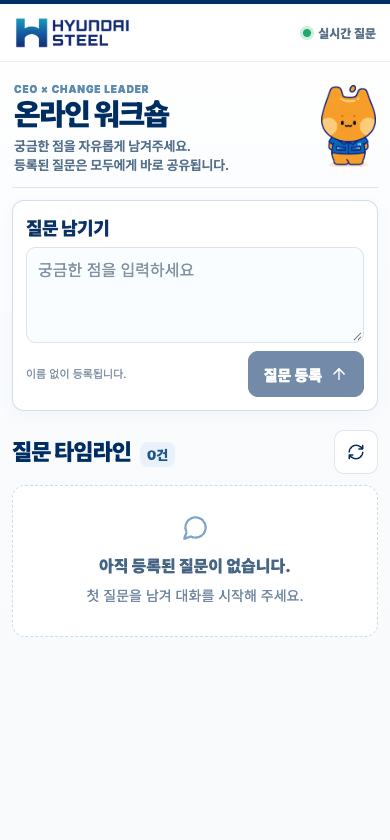 HYUNDAI
STEEL
실시간 질문
CEO × CHANGE LEADER
온라인 워크숍
궁금한 점을 자유롭게 남겨주세요.
등록된 질문은 모두에게 바로 공유됩니다.
질문 남기기
궁금한 점을 입력하세요
이름 없이 등록됩니다.
질문 등록
질문 타임라인
0건
아직 등록된 질문이 없습니다.
첫 질문을 남겨 대화를 시작해 주세요.